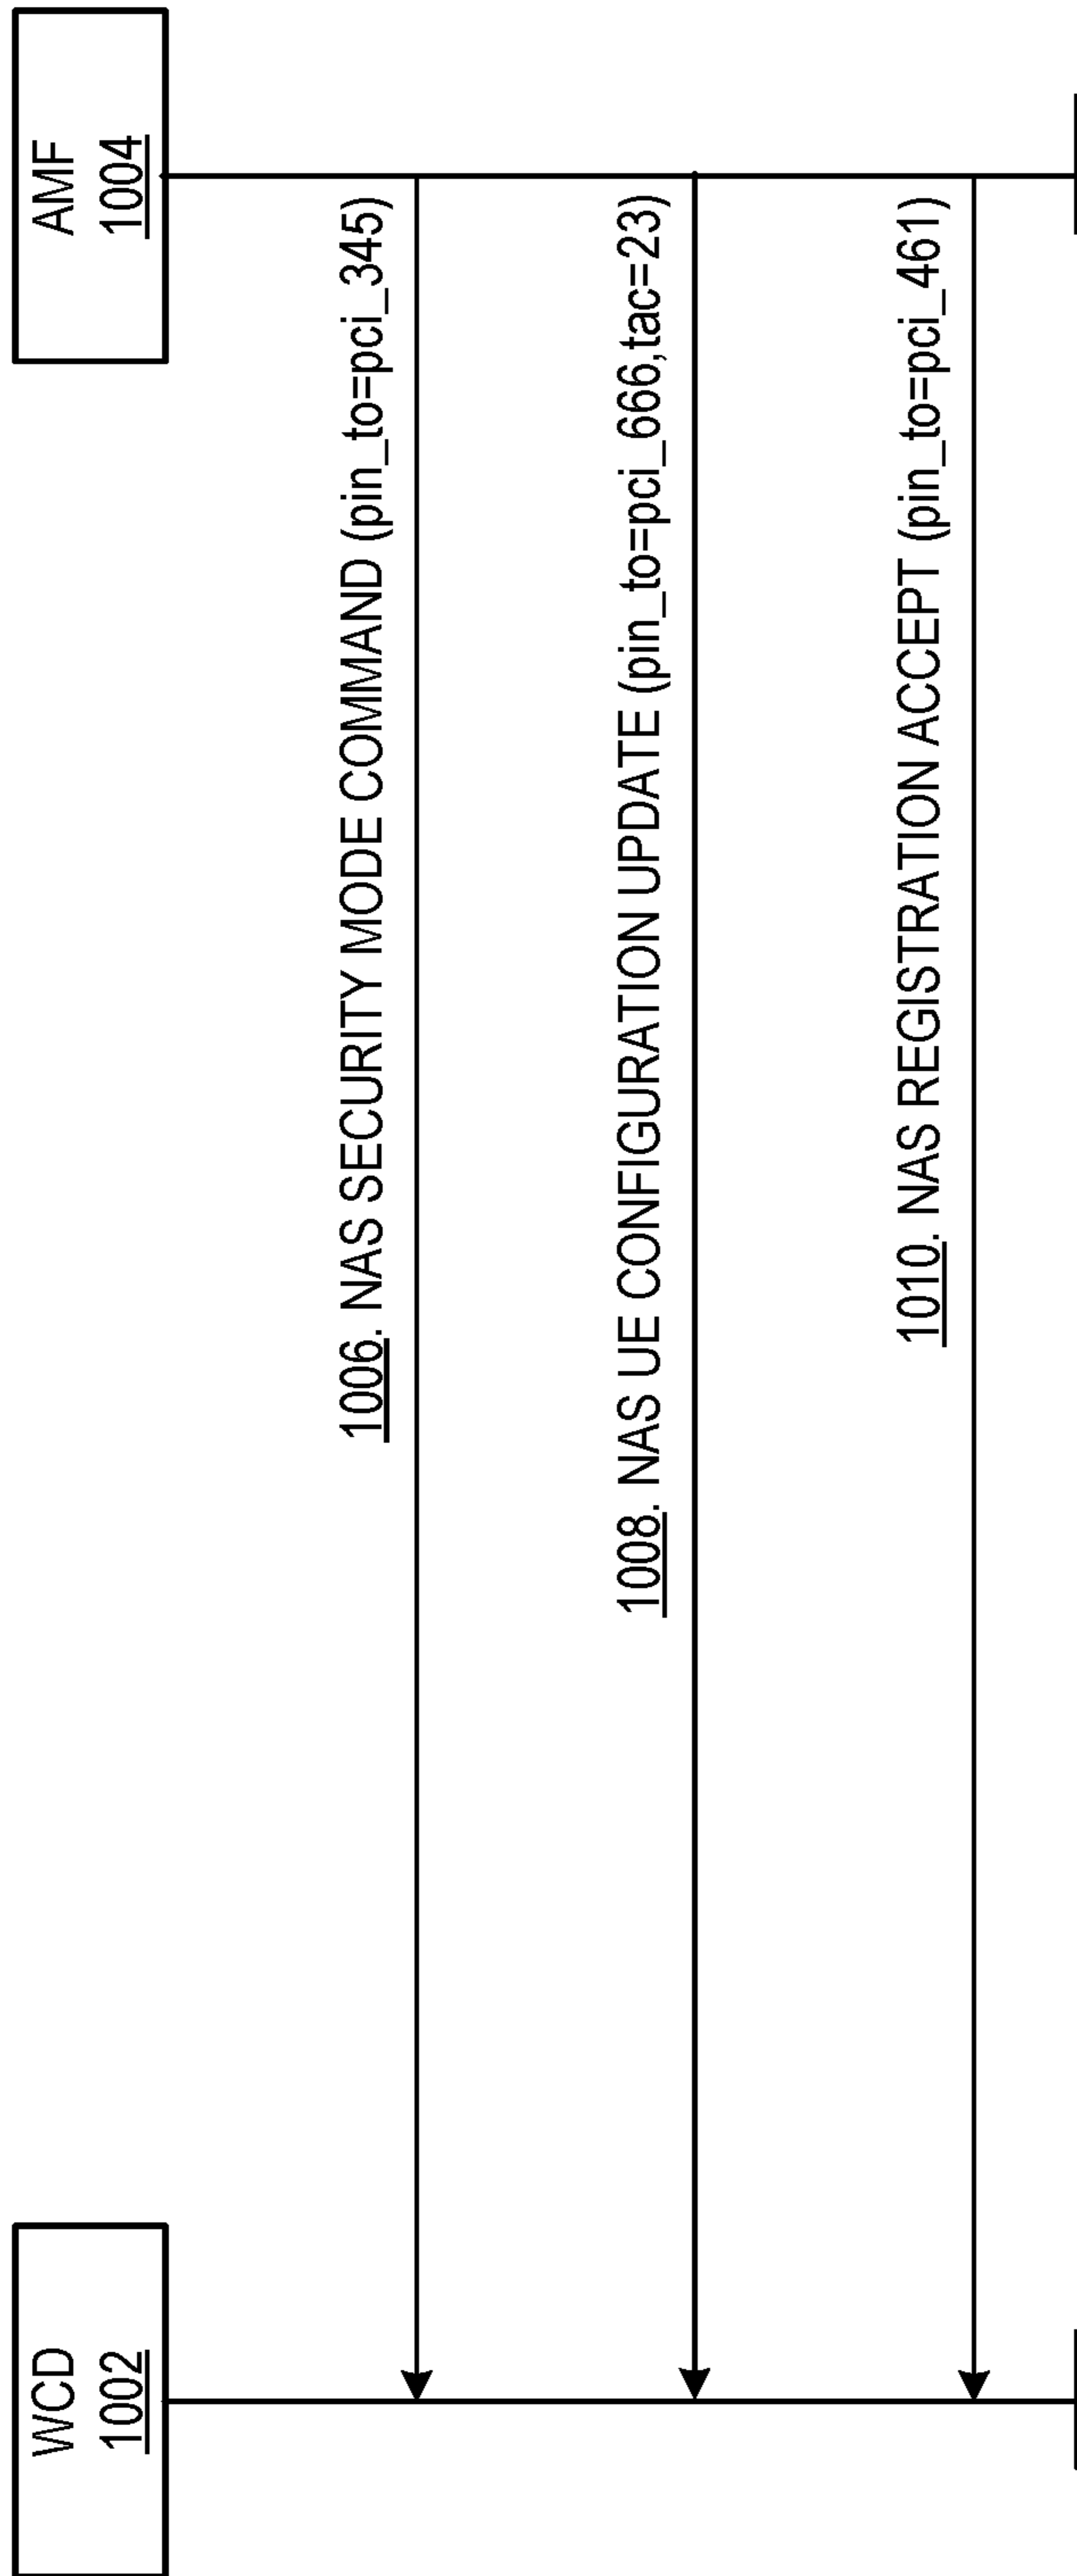 WCD
1002
AMF
1004
1006. NAS SECURITY MODE COMMAND (pin_to=pci_345)
1008. NAS UE CONFIGURATION UPDATE (pin_to=pci_666,tac=23)
1010. NAS REGISTRATION ACCEPT (pin_to=pci_461)